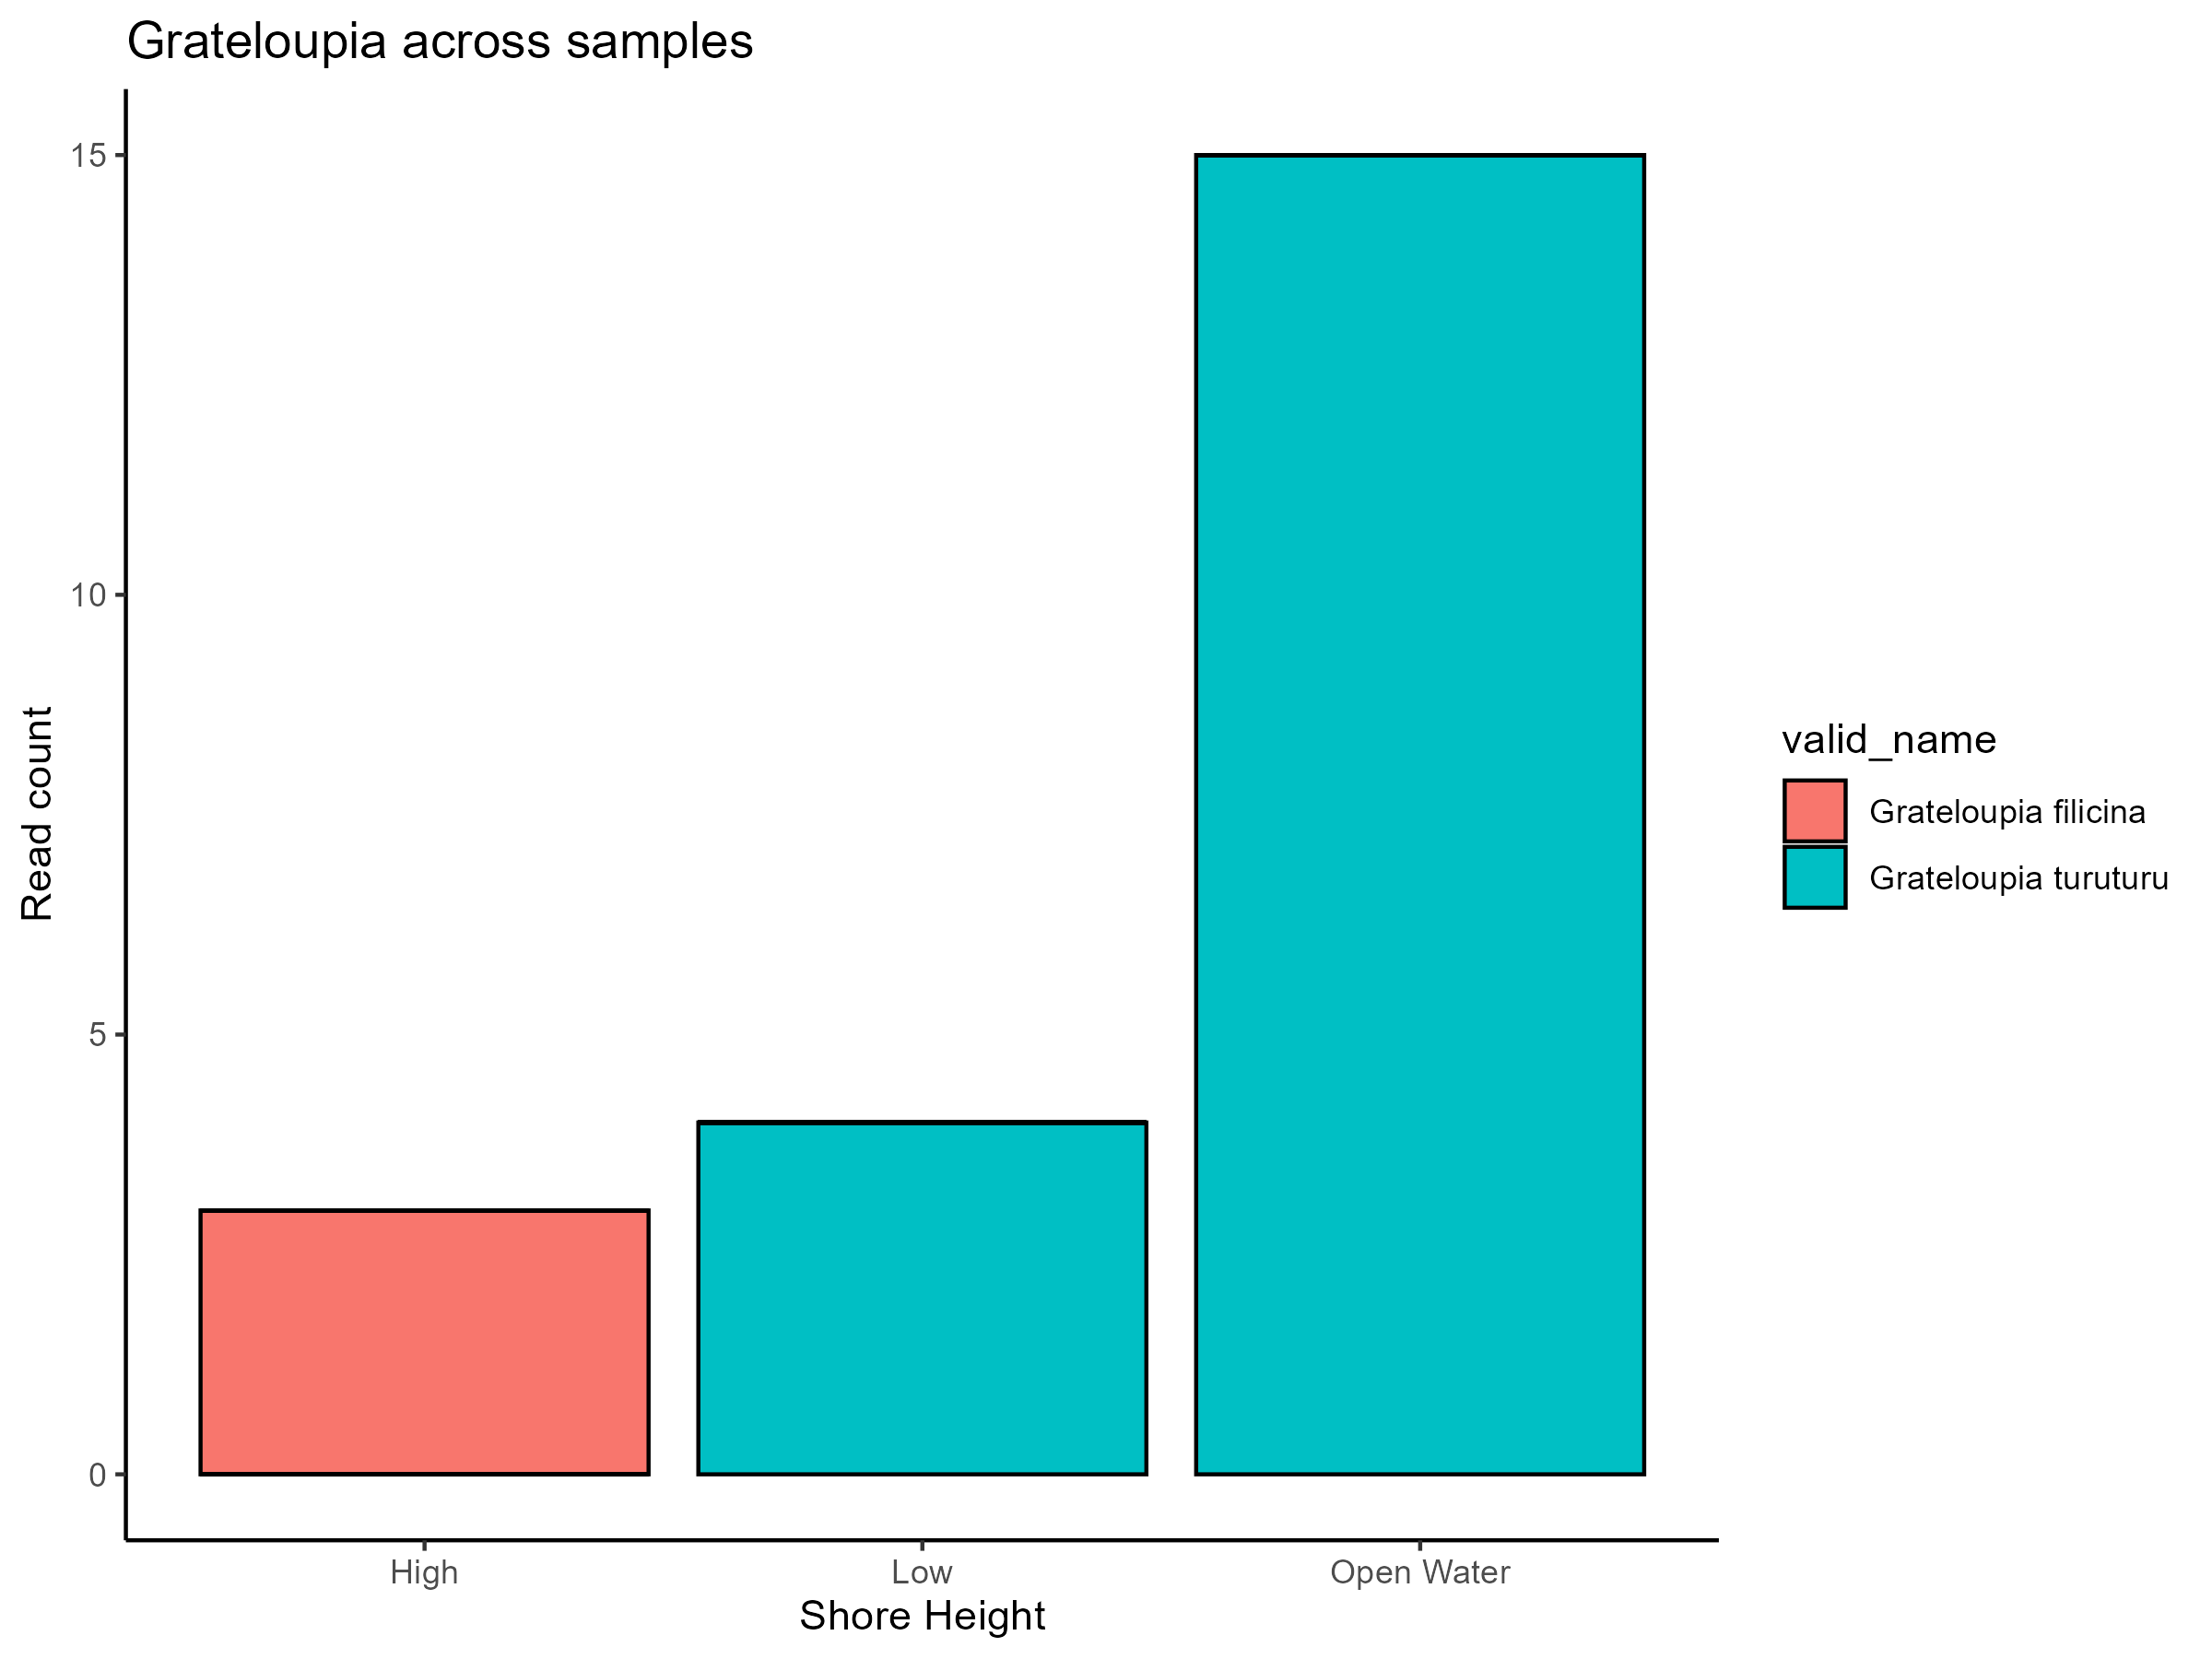 Grateloupia across samples
15
10
5
0
Read count
High
Low
Open Water
Shore Height
valid_name
Grateloupia filicina
Grateloupia turuturu